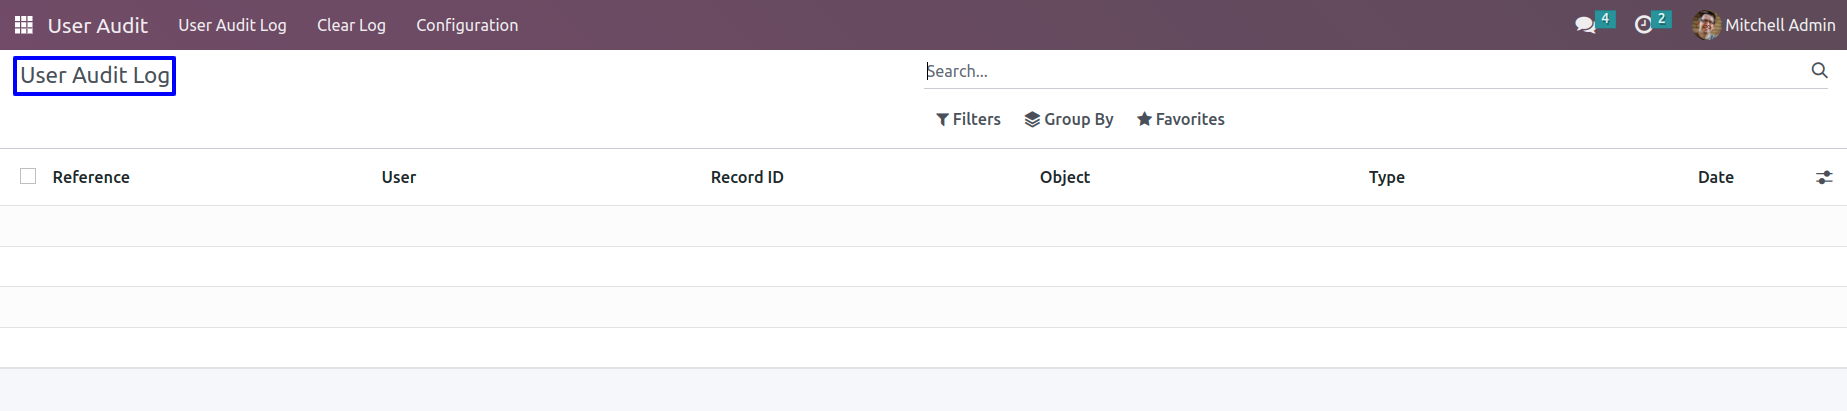 User Audit User Audit Log Clear Log Configuration 4 2 Mitchell Admin
User Audit Log Search...
Filters Group By Favorites
Reference User Record ID Object Type Date